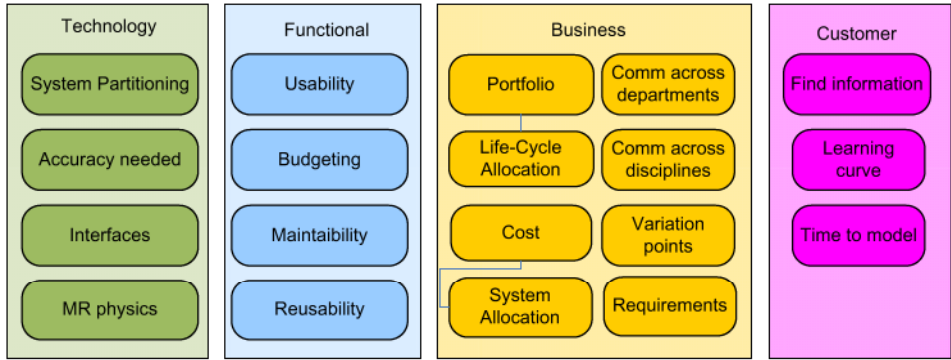 Technology
System Partitioning
Accuracy needed
Interfaces
MR physics
Functional
Usability
Budgeting
Maintaibility
Reusability
Business
Portfolio
Life-Cycle
Allocation
Cost
System
Allocation
Comm across
departments
Comm across
disciplines
Variation
points
Requirements
Customer
Find information
Learning
curve
Time to model